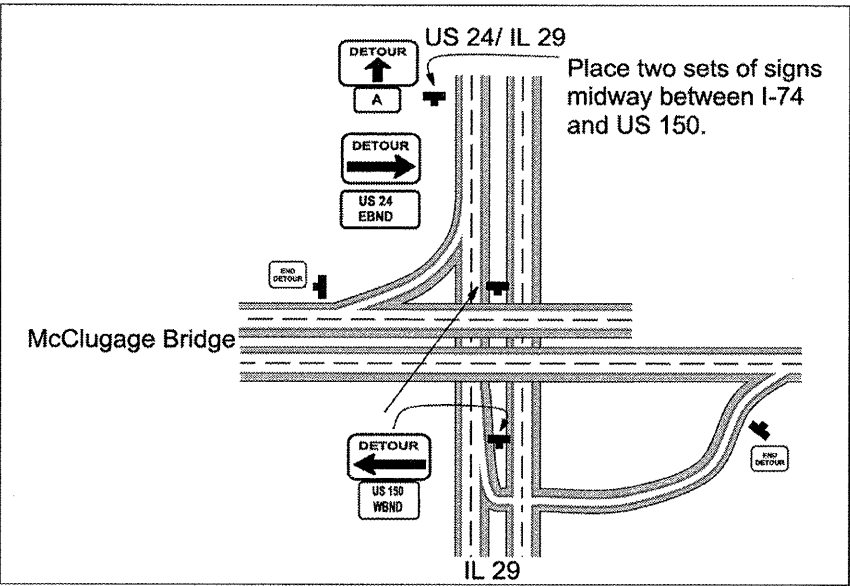 US 24/ IL 29
DETOUR
A
Place two sets of signs
midway between I-74
and US 150.
DETOUR
US 24
EBND
END
DETOUR
McClugage Bridge
DETOUR
US 150
WBND
END
DETOUR
IL 29